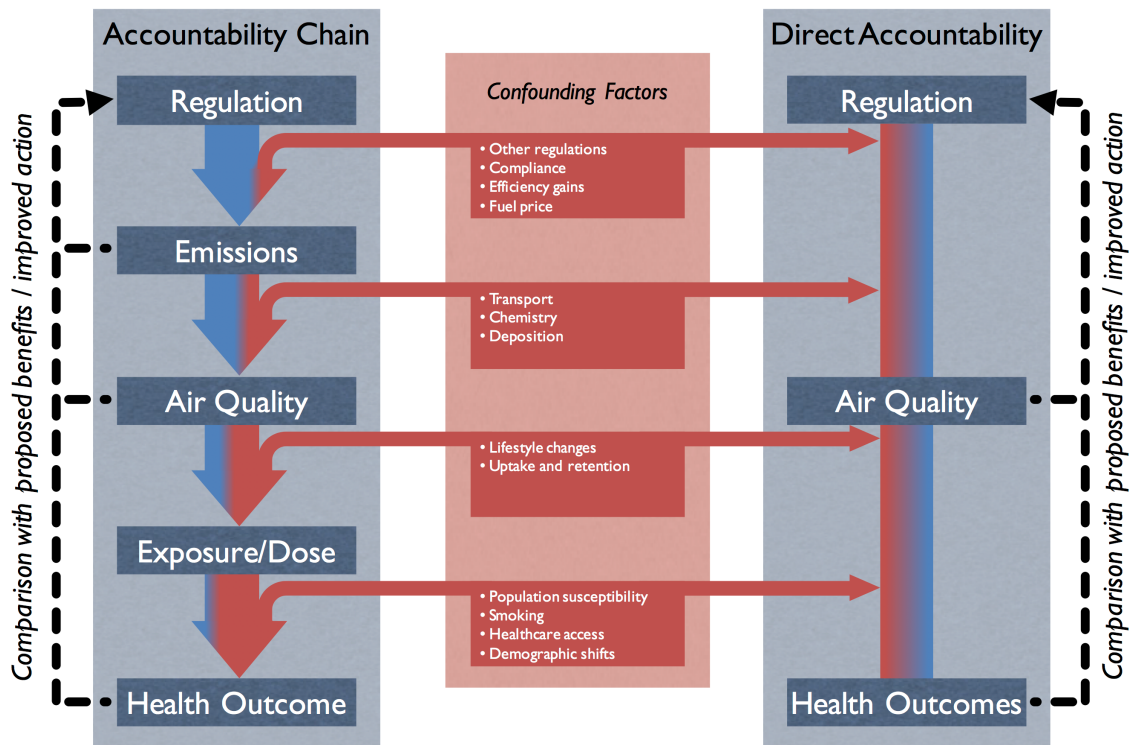 Accountability Chain
Regulation
Emissions
Air Quality
Exposure/Dose
Health Outcome
Comparison with proposed benefits / improved action
Confounding Factors
• Other regulations
• Compliance
• Efficiency gains
• Fuel price
• Transport
• Chemistry
• Deposition
• Lifestyle changes
• Uptake and retention
• Population susceptibility
• Smoking
• Healthcare access
• Demographic shifts
Direct Accountability
Regulation
Air Quality
Health Outcomes
Comparison with proposed benefits / improved action